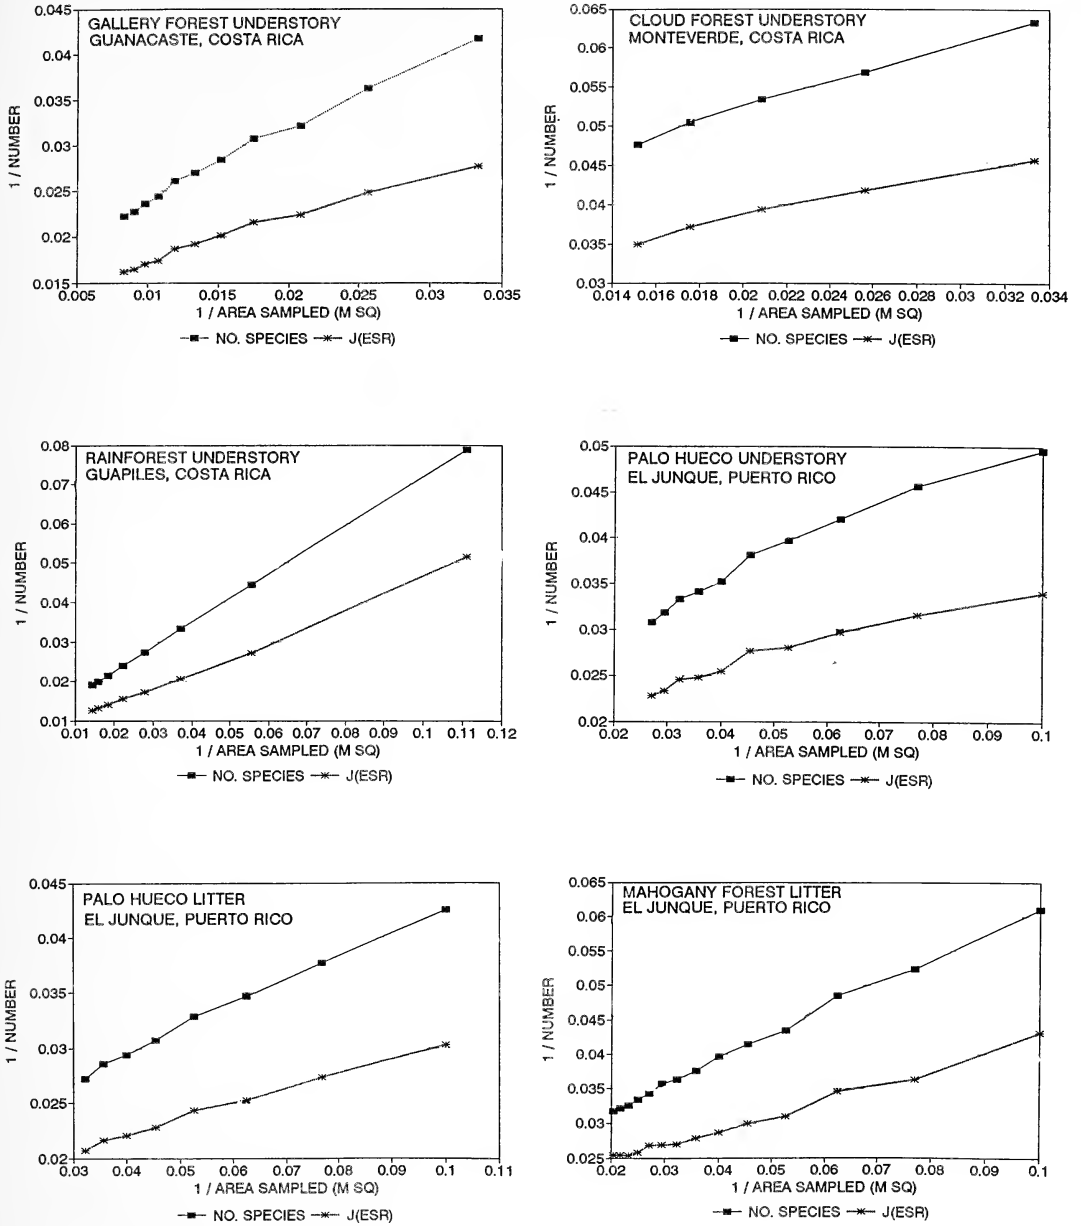 GALLERY FOREST UNDERSTORY
GUANACASTE, COSTA RICA
1 / NUMBER
0.045
0.04
0.035
0.03
0.025
0.02
0.015
0.005 0.01 0.015 0.02 0.025 0.03 0.035
1 / AREA SAMPLED (M SQ)
NO. SPECIES J(ESR)
CLOUD FOREST UNDERSTORY
MONTEVERDE, COSTA RICA
1 / NUMBER
0.065
0.06
0.055
0.05
0.045
0.04
0.035
0.03
0.014 0.016 0.018 0.02 0.022 0.024 0.026 0.028 0.03 0.032 0.034
1 / AREA SAMPLED (M SQ)
NO. SPECIES J(ESR)
RAINFOREST UNDERSTORY
GUAPILES, COSTA RICA
1 / NUMBER
0.08
0.07
0.06
0.05
0.04
0.03
0.02
0.01
0.01 0.02 0.03 0.04 0.05 0.06 0.07 0.08 0.09 0.1 0.11 0.12
1 / AREA SAMPLED (M SQ)
NO. SPECIES J(ESR)
PALO HUECO UNDERSTORY
EL JUNQUE, PUERTO RICO
1 / NUMBER
0.05
0.045
0.04
0.035
0.03
0.025
0.02
0.02 0.03 0.04 0.05 0.06 0.07 0.08 0.09 0.1
1 / AREA SAMPLED (M SQ)
NO. SPECIES J(ESR)
PALO HUECO LITTER
EL JUNQUE, PUERTO RICO
1 / NUMBER
0.045
0.04
0.035
0.03
0.025
0.02
0.03 0.04 0.05 0.06 0.07 0.08 0.09 0.1 0.11
1 / AREA SAMPLED (M SQ)
NO. SPECIES J(ESR)
MAHOGANY FOREST LITTER
EL JUNQUE, PUERTO RICO
1 / NUMBER
0.065
0.06
0.055
0.05
0.045
0.04
0.035
0.03
0.025
0.02 0.03 0.04 0.05 0.06 0.07 0.08 0.09 0.1
1 / AREA SAMPLED (M SQ)
NO. SPECIES J(ESR)